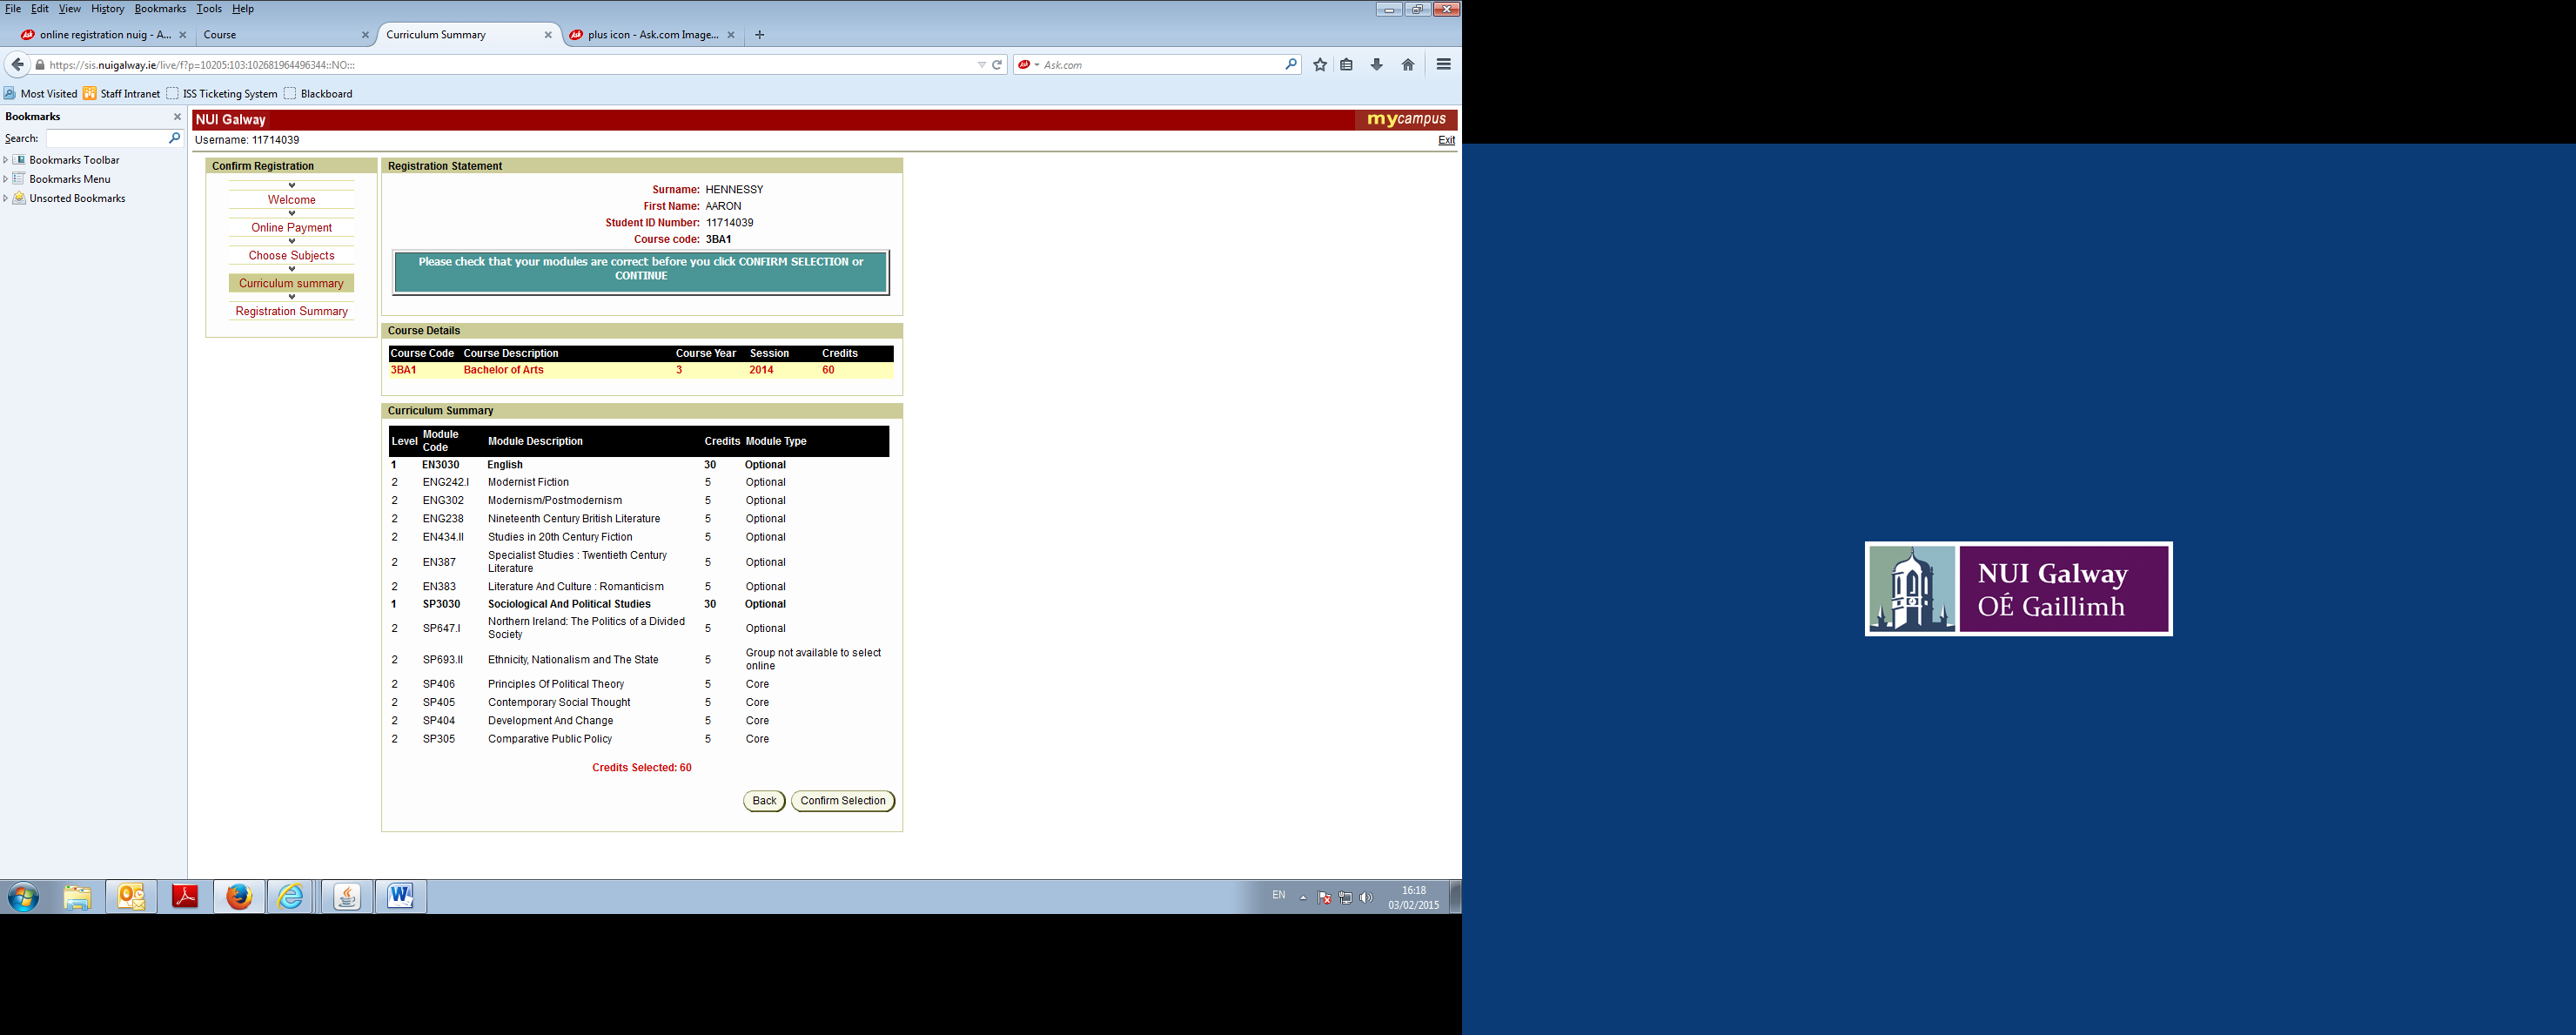 File Edit View History Bookmarks Tools Help
online registration nuig - A... Course Curriculum Summary plus icon - Ask.com Image...
https://sis.nuigalway.ie/live/f?p=10205:103:102681964496344::NO::: Ask.com
Most Visited Staff Intranet ISS Ticketing System Blackboard
Bookmarks
Search:
Bookmarks Toolbar
Bookmarks Menu
Unsorted Bookmarks
NUI Galway mycampus
Username: 11714039 Exit
Confirm Registration
Welcome
Online Payment
Choose Subjects
Curriculum summary
Registration Summary
Registration Statement
Surname: HENNESSY
First Name: AARON
Student ID Number: 11714039
Course code: 3BA1
Please check that your modules are correct before you click CONFIRM SELECTION or
CONTINUE
Course Details
Course Code Course Description Course Year Session Credits
3BA1 Bachelor of Arts 3 2014 60
Curriculum Summary
Level Module Code Module Description Credits Module Type
1 EN3030 English 30 Optional
2 ENG242.I Modernist Fiction 5 Optional
2 ENG302 Modernism/Postmodernism 5 Optional
2 ENG238 Nineteenth Century British Literature 5 Optional
2 EN434.II Studies in 20th Century Fiction 5 Optional
2 EN387 Specialist Studies : Twentieth Century Literature 5 Optional
2 EN383 Literature And Culture : Romanticism 5 Optional
1 SP3030 Sociological And Political Studies 30 Optional
2 SP647.I Northern Ireland: The Politics of a Divided Society 5 Optional
2 SP693.II Ethnicity, Nationalism and The State 5 Group not available to select online
2 SP406 Principles Of Political Theory 5 Core
2 SP405 Contemporary Social Thought 5 Core
2 SP404 Development And Change 5 Core
2 SP305 Comparative Public Policy 5 Core
Credits Selected: 60
Back Confirm Selection
EN 16:18
03/02/2015
NUI Galway
OÉ Gaillimh